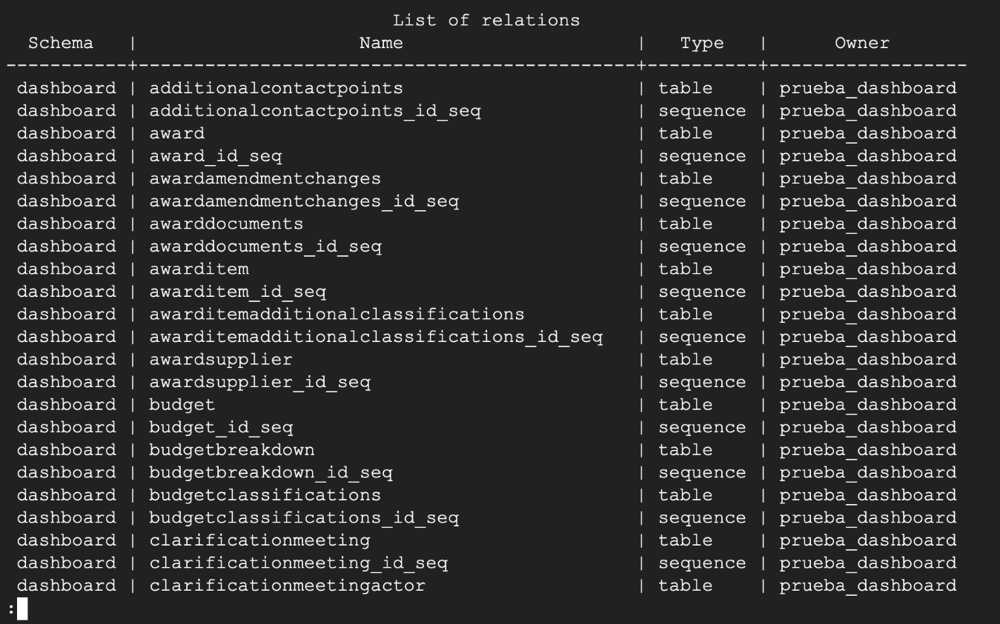 List of relations
Schema | Name | Type | Owner
-----------+---------------------------------------------+----------+------------------
dashboard | additionalcontactpoints | table | prueba_dashboard
dashboard | additionalcontactpoints_id_seq | sequence | prueba_dashboard
dashboard | award | table | prueba_dashboard
dashboard | award_id_seq | sequence | prueba_dashboard
dashboard | awardamendmentchanges | table | prueba_dashboard
dashboard | awardamendmentchanges_id_seq | sequence | prueba_dashboard
dashboard | awarddocuments | table | prueba_dashboard
dashboard | awarddocuments_id_seq | sequence | prueba_dashboard
dashboard | awarditem | table | prueba_dashboard
dashboard | awarditem_id_seq | sequence | prueba_dashboard
dashboard | awarditemadditionalclassifications | table | prueba_dashboard
dashboard | awarditemadditionalclassifications_id_seq | sequence | prueba_dashboard
dashboard | awardsupplier | table | prueba_dashboard
dashboard | awardsupplier_id_seq | sequence | prueba_dashboard
dashboard | budget | table | prueba_dashboard
dashboard | budget_id_seq | sequence | prueba_dashboard
dashboard | budgetbreakdown | table | prueba_dashboard
dashboard | budgetbreakdown_id_seq | sequence | prueba_dashboard
dashboard | budgetclassifications | table | prueba_dashboard
dashboard | budgetclassifications_id_seq | sequence | prueba_dashboard
dashboard | clarificationmeeting | table | prueba_dashboard
dashboard | clarificationmeeting_id_seq | sequence | prueba_dashboard
dashboard | clarificationmeetingactor | table | prueba_dashboard
: